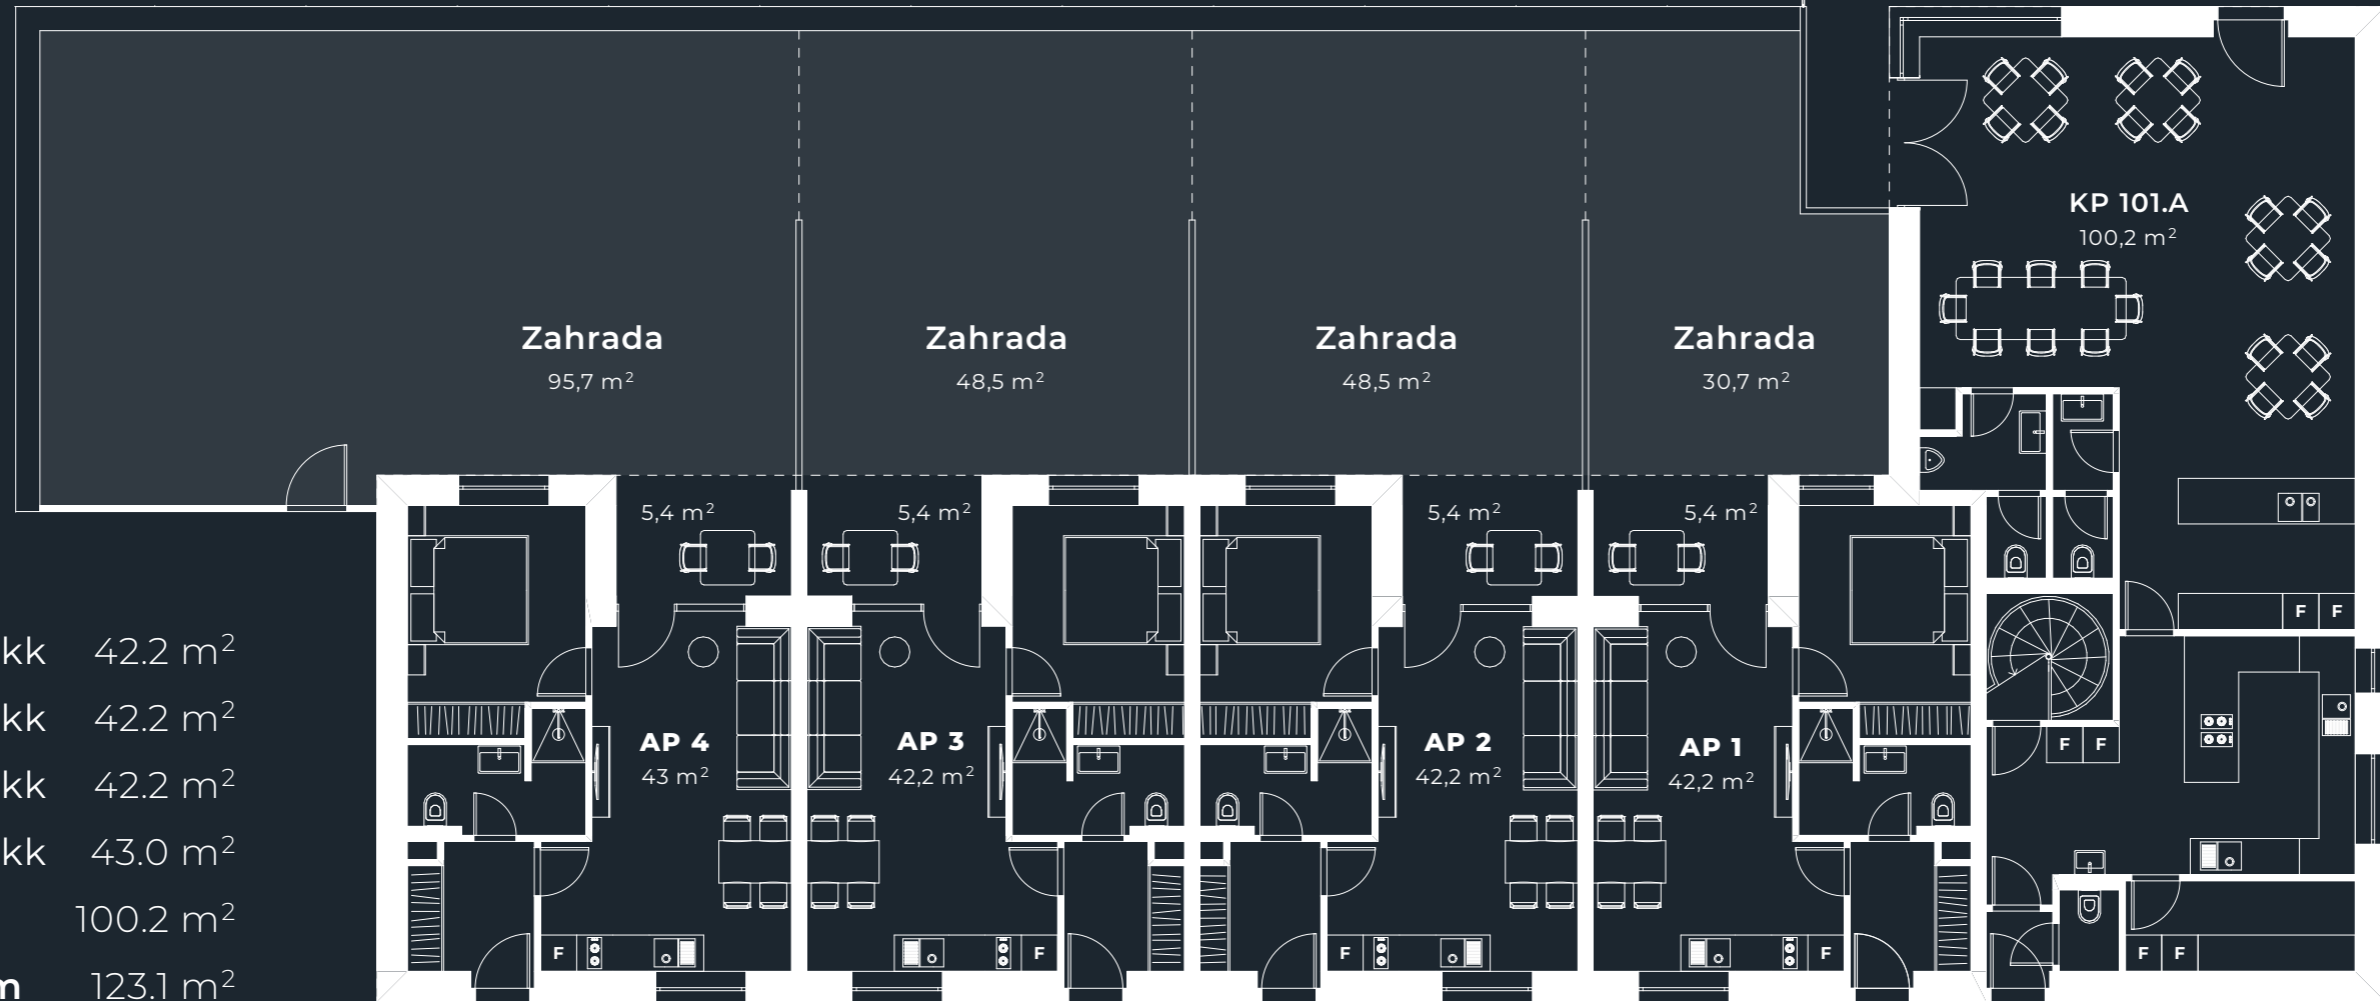 KP 101.A
100,2 m²
Zahrada
95,7 m²
Zahrada
48,5 m²
Zahrada
48,5 m²
Zahrada
30,7 m²
5,4 m²
5,4 m²
5,4 m²
5,4 m²
F F
kk 42.2 m²
kk 42.2 m²
kk 42.2 m²
kk 43.0 m²
100.2 m²
m 123.1 m²
AP 4
43 m²
AP 3
42,2 m²
AP 2
42,2 m²
AP 1
42,2 m²
F F
F
F
F
F
F F